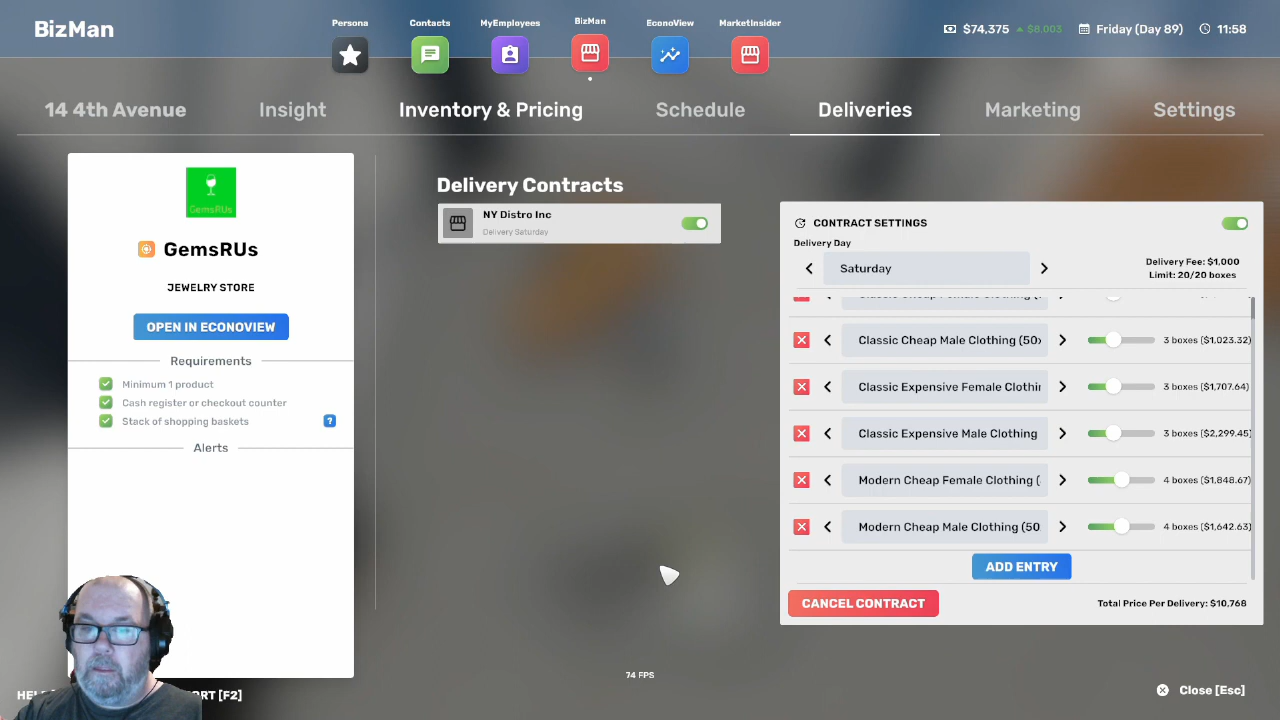 BizMan
Persona
Contacts
MyEmployees
BizMan
EconoView
MarketInsider
$74,375 ▲ $8.003
Friday (Day 89)
11:58
14 4th Avenue
Insight
Inventory & Pricing
Schedule
Deliveries
Marketing
Settings
GemsRUs
GemsRUs
JEWELRY STORE
OPEN IN ECONOVIEW
Requirements
Minimum 1 product
Cash register or checkout counter
Stack of shopping baskets
?
Alerts
Delivery Contracts
NY Distro Inc
Delivery Saturday
CONTRACT SETTINGS
Delivery Day
Saturday
Delivery Fee: $1,000
Limit: 20/20 boxes
Classic Cheap Male Clothing (50x
3 boxes ($1,023.32)
Classic Expensive Female Clothin
3 boxes ($1,707.64)
Classic Expensive Male Clothing
3 boxes ($2,299.45)
Modern Cheap Female Clothing (
4 boxes ($1,848.67)
Modern Cheap Male Clothing (50
4 boxes ($1,642.63)
ADD ENTRY
CANCEL CONTRACT
Total Price Per Delivery: $10,768
74 FPS
ORT [F2]
Close [Esc]